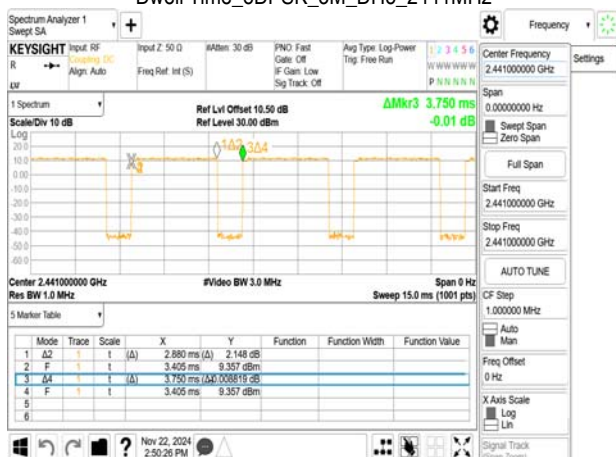 Spectrum Analyzer 1
Swept SA
Frequency
Settings
KEYSIGHT
R
Input: RF
Coupling: DC
Align: Auto
Input Z: 50 Ω
Freq Ref: Int (S)
#Atten: 30 dB
PNO: Fast
Gate: Off
IF Gain: Low
Sig Track: Off
Avg Type: Log-Power
Trig: Free Run
1 2 3 4 5 6
W W W W W W
P N N N N N
1 Spectrum
Scale/Div 10 dB
Log
Ref Lvl Offset 10.50 dB
Ref Level 30.00 dBm
ΔMkr3 3.750 ms
-0.01 dB
20.0
10.0
0.00
-10.0
-20.0
-30.0
-40.0
-50.0
-60.0
1Δ2
3Δ4
Center 2.441000000 GHz
Res BW 1.0 MHz
#Video BW 3.0 MHz
Span 0 Hz
Sweep 15.0 ms (1001 pts)
5 Marker Table
Mode Trace Scale X Y Function Function Width Function Value
1 Δ2 1 t (Δ) 2.880 ms (Δ) 2.148 dB
2 F 1 t 3.405 ms 9.357 dBm
3 Δ4 1 t (Δ) 3.750 ms (Δ) -0.008819 dB
4 F 1 t 3.405 ms 9.357 dBm
5
6
Nov 22, 2024
2:50:26 PM
Center Frequency
2.441000000 GHz
Span
0.00000000 Hz
Swept Span
Zero Span
Full Span
Start Freq
2.441000000 GHz
Stop Freq
2.441000000 GHz
AUTO TUNE
CF Step
1.000000 MHz
Auto
Man
Freq Offset
0 Hz
X Axis Scale
Log
Lin
Signal Track